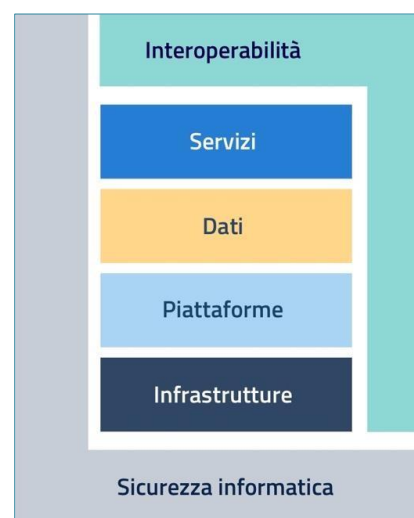 Interoperabilità
Servizi
Dati
Piattaforme
Infrastrutture
Sicurezza informatica